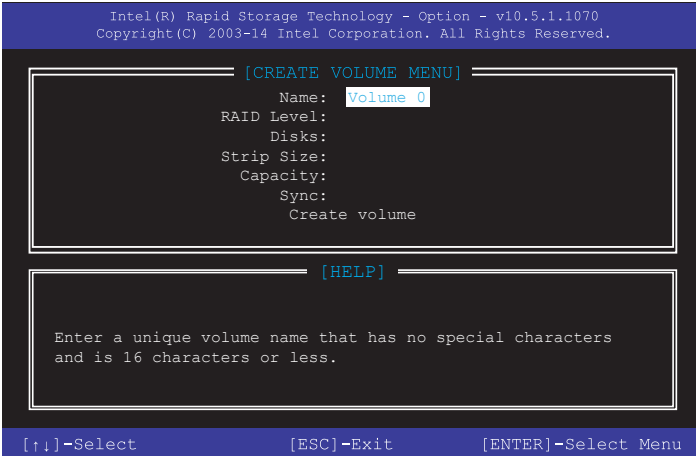 Intel(R) Rapid Storage Technology - Option - v10.5.1.1070
Copyright(C) 2003-14 Intel Corporation. All Rights Reserved.
[CREATE VOLUME MENU]
Name: Volume 0
RAID Level:
Disks:
Strip Size:
Capacity:
Sync:
Create volume
[HELP]
Enter a unique volume name that has no special characters
and is 16 characters or less.
[↑↓]-Select [ESC]-Exit [ENTER]-Select Menu